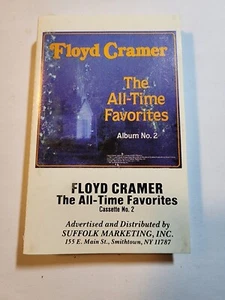 Floyd Cramer
The
All-Time
Favorites
Album No. 2
FLOYD CRAMER
The All-Time Favorites
Cassette No. 2
Advertised and Distributed by
SUFFOLK MARKETING, INC.
155 E. Main St., Smithtown, NY 11787